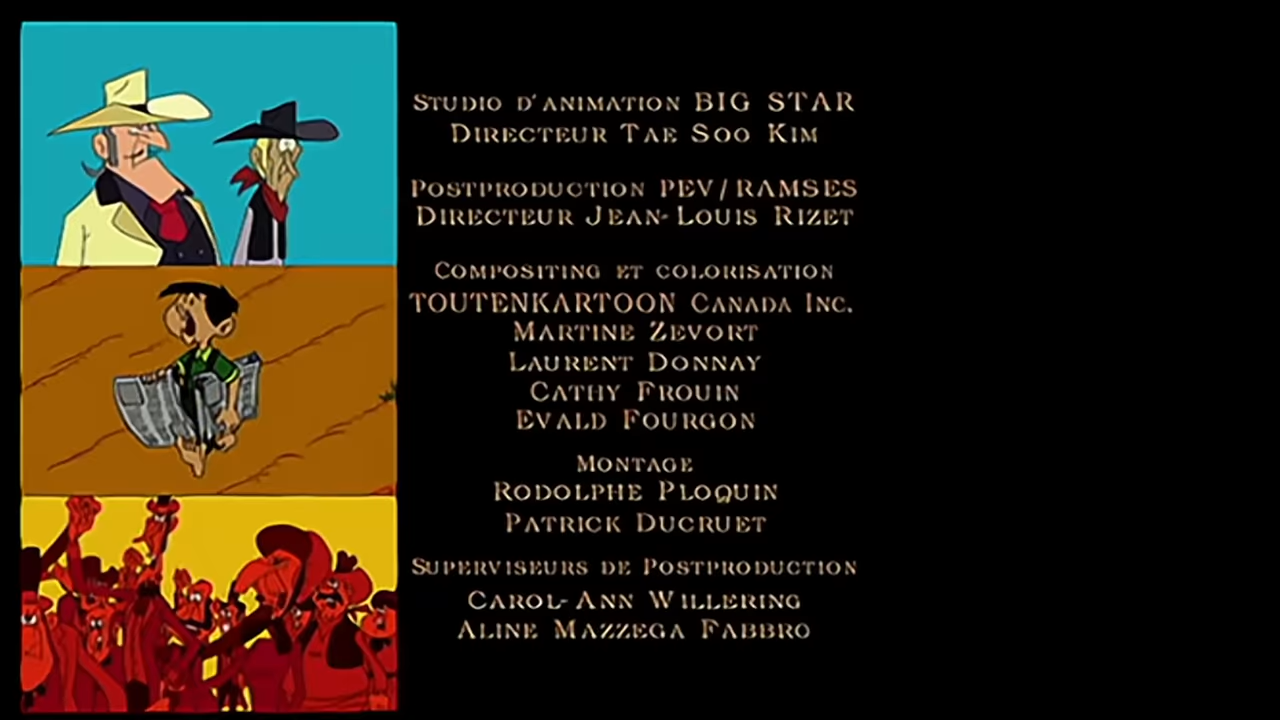 Studio d'animation BIG STAR
Directeur Tae Soo Kim
Postproduction PEV / RAMSES
Directeur Jean-Louis Rizet
Compositing et colorisation
TOUTENKARTOON Canada Inc.
Martine Zevort
Laurent Donnay
Cathy Frouin
Evald Fourgon
Montage
Rodolphe Ploquin
Patrick Ducruet
Superviseurs de Postproduction
Carol-Ann Willering
Aline Mazzega Fabbro